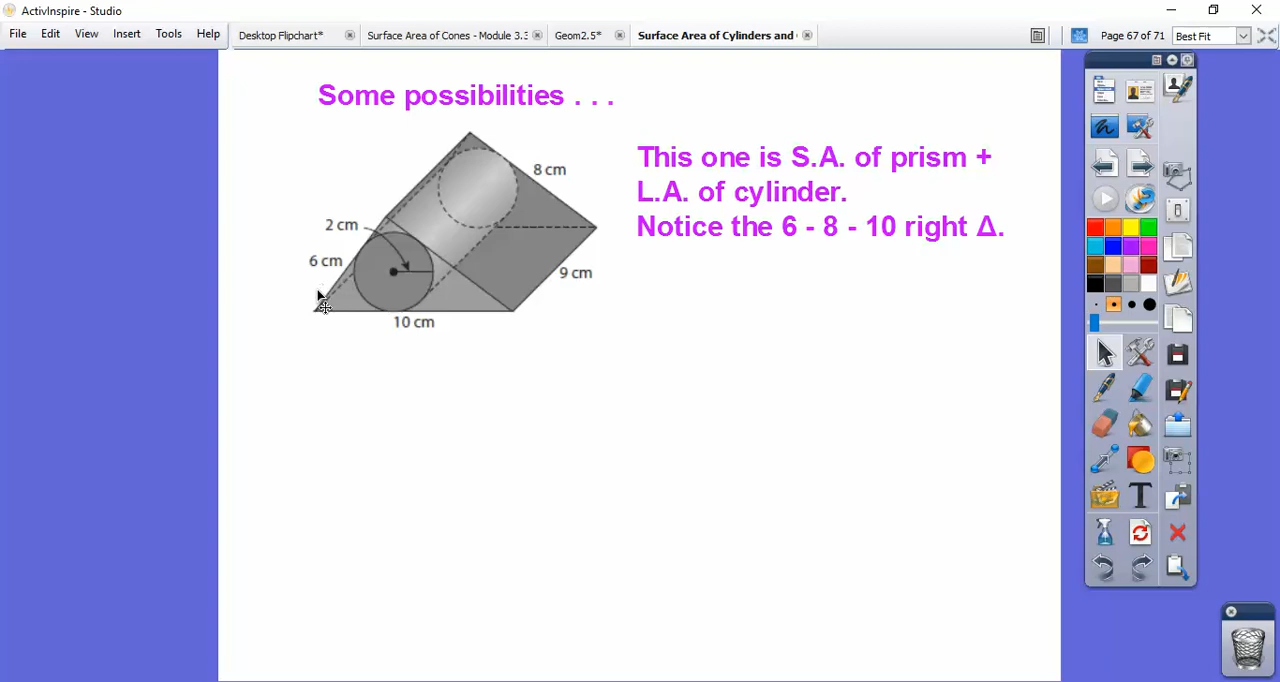 ActivInspire - Studio
File Edit View Insert Tools Help
Desktop Flipchart*
Surface Area of Cones - Module 3.3
Geom2.5*
Surface Area of Cylinders and
Page 67 of 71
Best Fit
Some possibilities . . .
This one is S.A. of prism +
L.A. of cylinder.
Notice the 6 - 8 - 10 right Δ.
8 cm
2 cm
6 cm
9 cm
10 cm